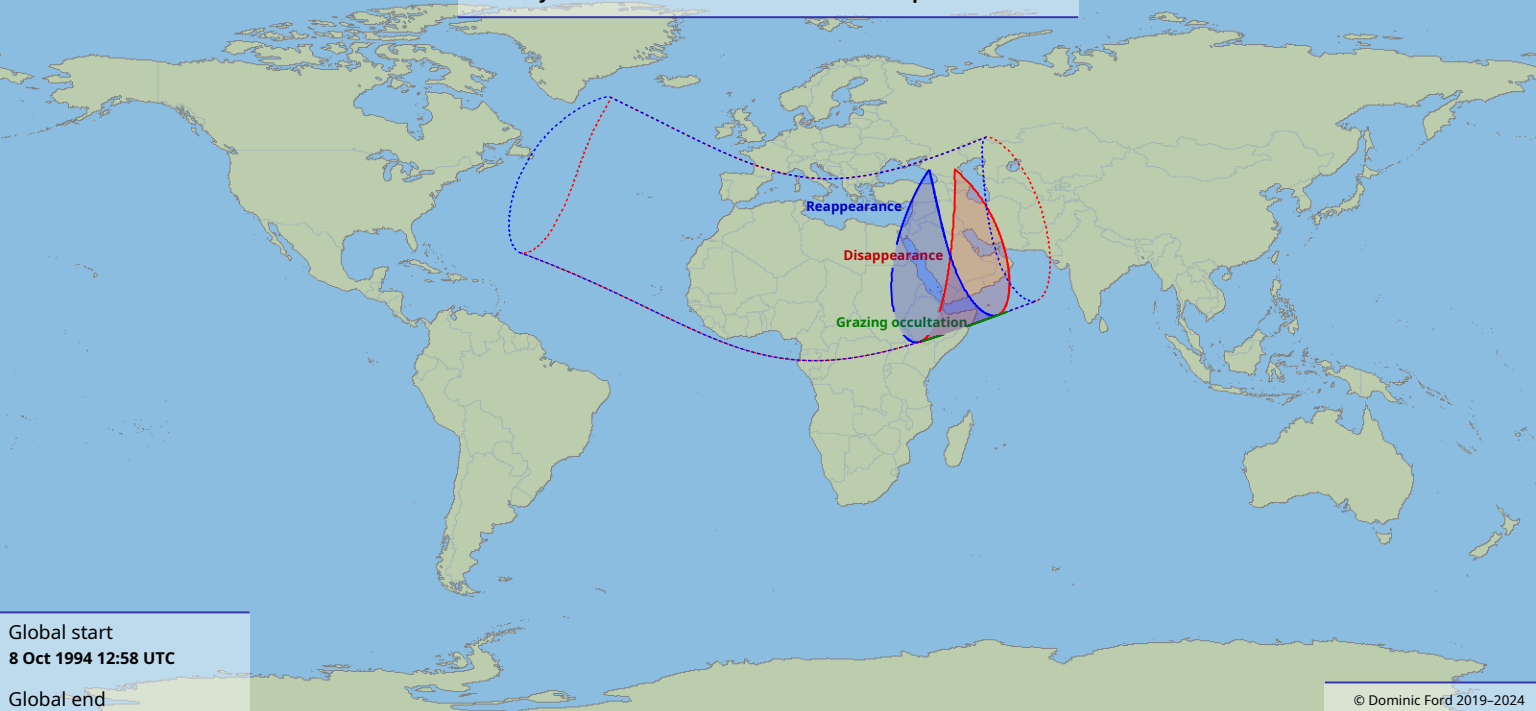 Reappearance
Disappearance
Grazing occultation
Global start
8 Oct 1994 12:58 UTC
Global end
© Dominic Ford 2019–2024